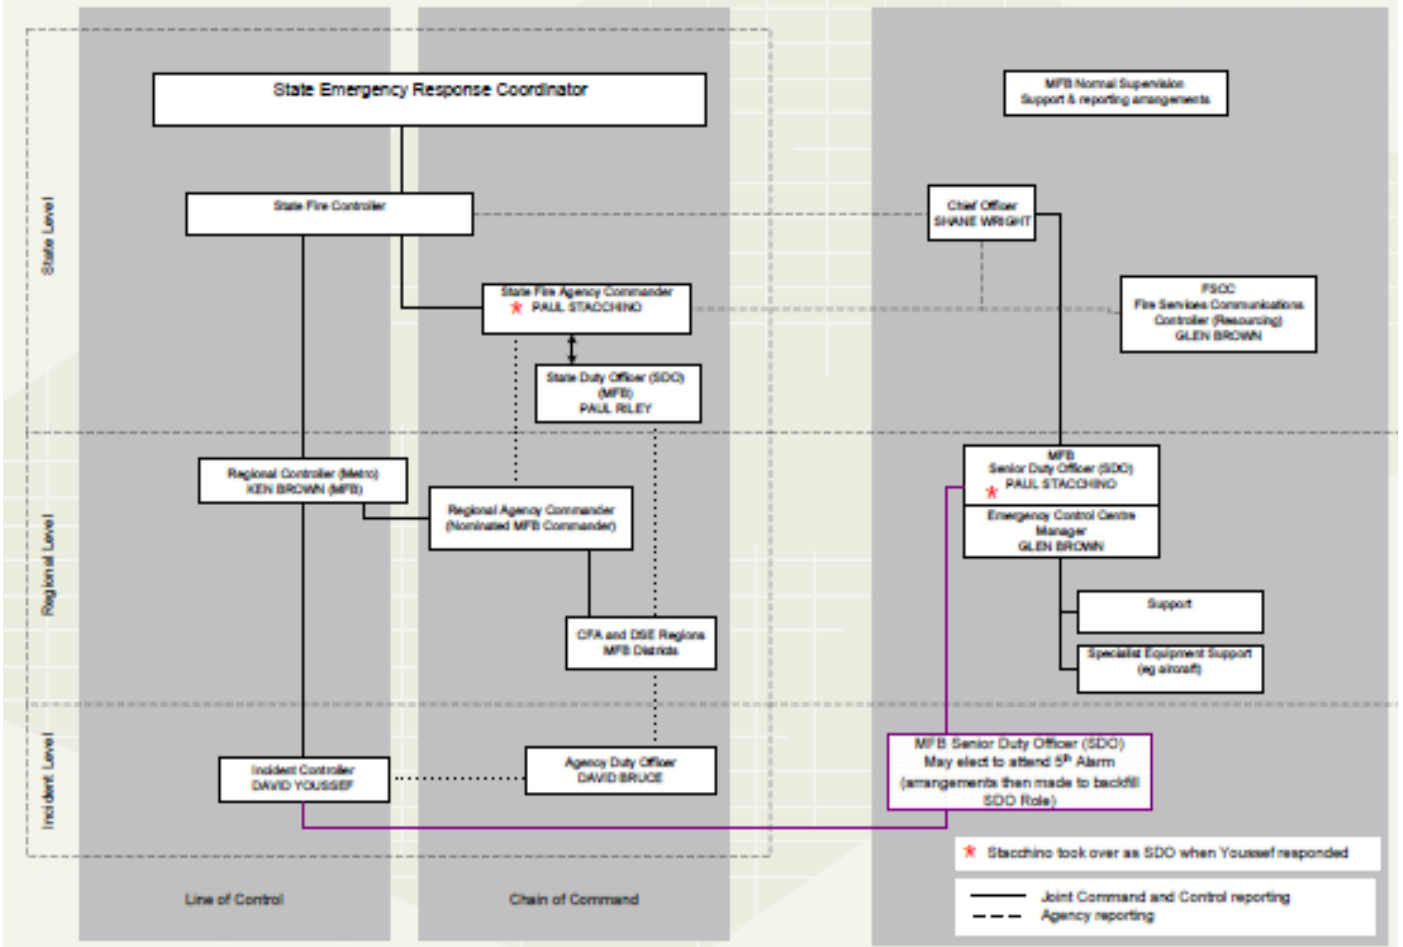 State Emergency Response Coordinator
MFB Normal Supervision
Support & reporting arrangements
State Level
State Fire Controller
Chief Officer
SHANE WRIGHT
State Fire Agency Commander
* PAUL STACCHINO
FSCC
Fire Services Communications
Controller (Resourcing)
GLEN BROWN
State Duty Officer (SDO)
(MFB)
PAUL RILEY
Regional Level
Regional Controller (Metro)
KEN BROWN (MFB)
Regional Agency Commander
(Nominated MFB Commander)
MFB
Senior Duty Officer (SDO)
* PAUL STACCHINO
Emergency Control Centre
Manager
GLEN BROWN
CFA and DSE Regions
MFB Districts
Support
Specialist Equipment Support
(eg aircraft)
Incident Level
Incident Controller
DAVID YOUSSEF
Agency Duty Officer
DAVID BRUCE
MFB Senior Duty Officer (SDO)
May elect to attend 5th Alarm
(arrangements then made to backfill
SDO Role)
* Stacchino took over as SDO when Youssef responded
Line of Control
Chain of Command
Joint Command and Control reporting
Agency reporting